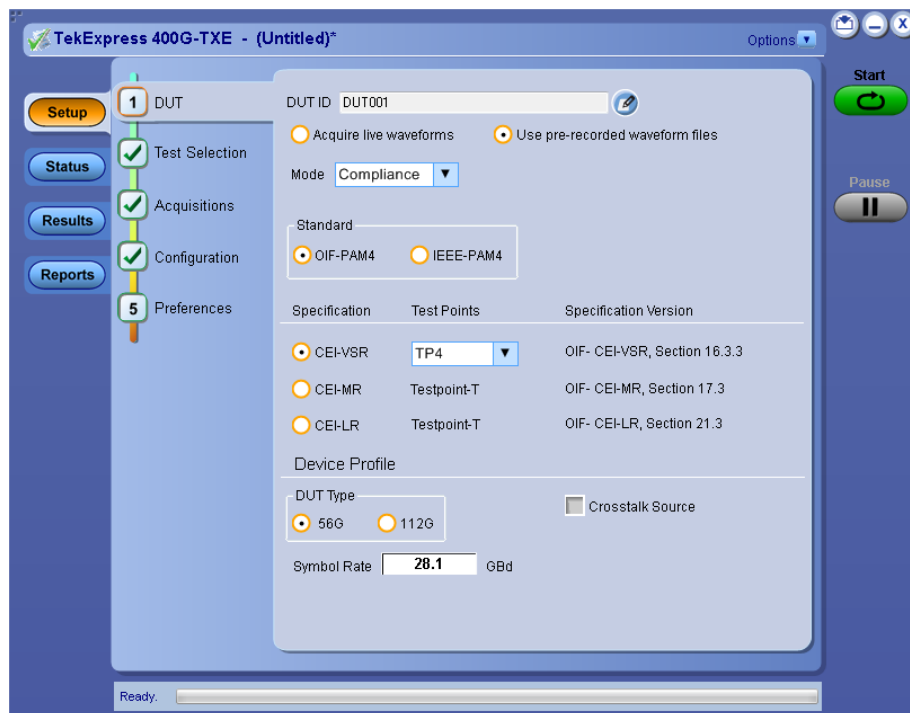 TekExpress 400G-TXE - (Untitled)*
Options
Start
Pause
Setup
Status
Results
Reports
1 DUT
Test Selection
Acquisitions
Configuration
5 Preferences
DUT ID DUT001
Acquire live waveforms Use pre-recorded waveform files
Mode Compliance
Standard
OIF-PAM4 IEEE-PAM4
Specification Test Points Specification Version
CEI-VSR TP4 OIF- CEI-VSR, Section 16.3.3
CEI-MR Testpoint-T OIF- CEI-MR, Section 17.3
CEI-LR Testpoint-T OIF- CEI-LR, Section 21.3
Device Profile
DUT Type
56G 112G
Crosstalk Source
Symbol Rate 28.1 GBd
Ready.